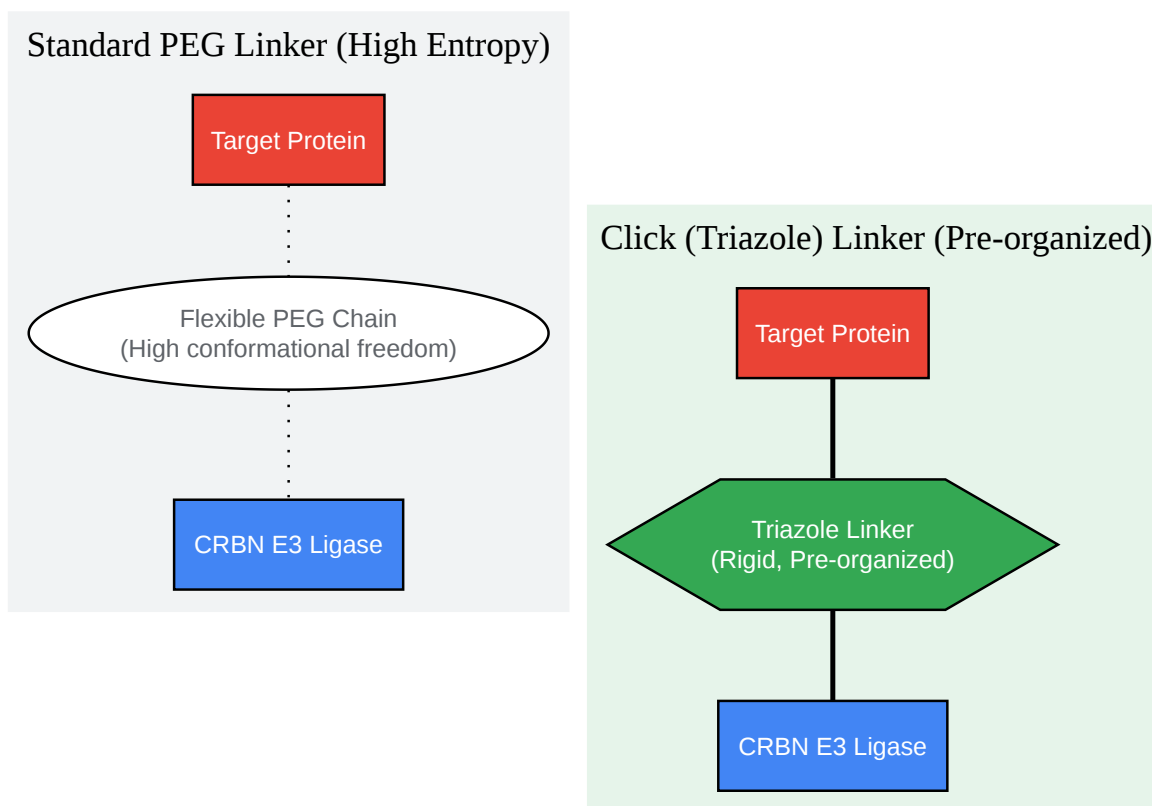 Standard PEG Linker (High Entropy)
Target Protein
Flexible PEG Chain
(High conformational freedom)
CRBN E3 Ligase
Click (Triazole) Linker (Pre-organized)
Target Protein
Triazole Linker
(Rigid, Pre-organized)
CRBN E3 Ligase